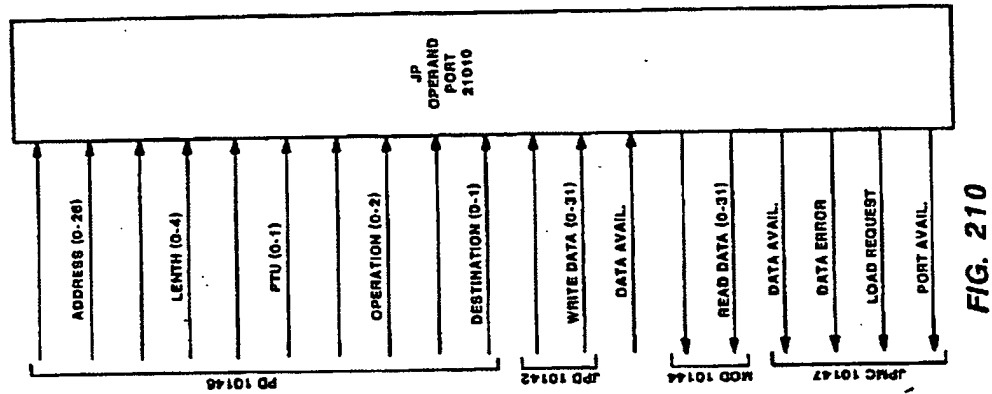 JP
OPERAND
PORT
21010
ADDRESS (0-26)
LENTH (0-4)
FTU (0-1)
OPERATION (0-2)
DESTINATION (0-1)
WRITE DATA (0-31)
DATA AVAIL.
READ DATA (0-31)
DATA AVAIL.
DATA ERROR
LOAD REQUEST
PORT AVAIL.
PD 10146
JPD 10142
MOD 10144
JPMC 10147
FIG. 210